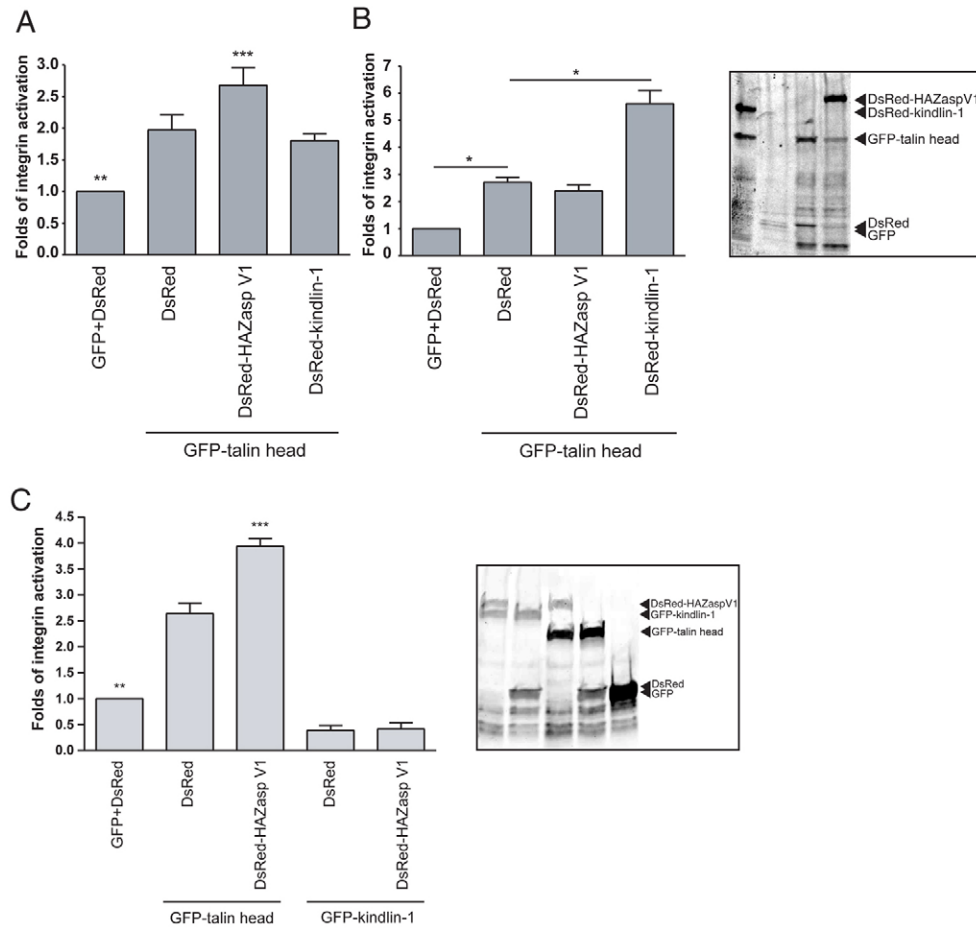 A
Folds of integrin activation
3.0
2.5
2.0
1.5
1.0
0.5
0.0
**
***
GFP+DsRed
DsRed
DsRed-HAZasp V1
DsRed-kindlin-1
GFP-talin head
B
Folds of integrin activation
7
6
5
4
3
2
1
0
*
*
GFP+DsRed
DsRed
DsRed-HAZasp V1
DsRed-kindlin-1
GFP-talin head
DsRed-HAZaspV1
DsRed-kindlin-1
GFP-talin head
DsRed
GFP
C
Folds of integrin activation
4.5
4.0
3.5
3.0
2.5
2.0
1.5
1.0
0.5
0.0
**
***
GFP+DsRed
DsRed
DsRed-HAZasp V1
DsRed
DsRed-HAZasp V1
GFP-talin head
GFP-kindlin-1
DsRed-HAZaspV1
GFP-kindlin-1
GFP-talin head
DsRed
GFP